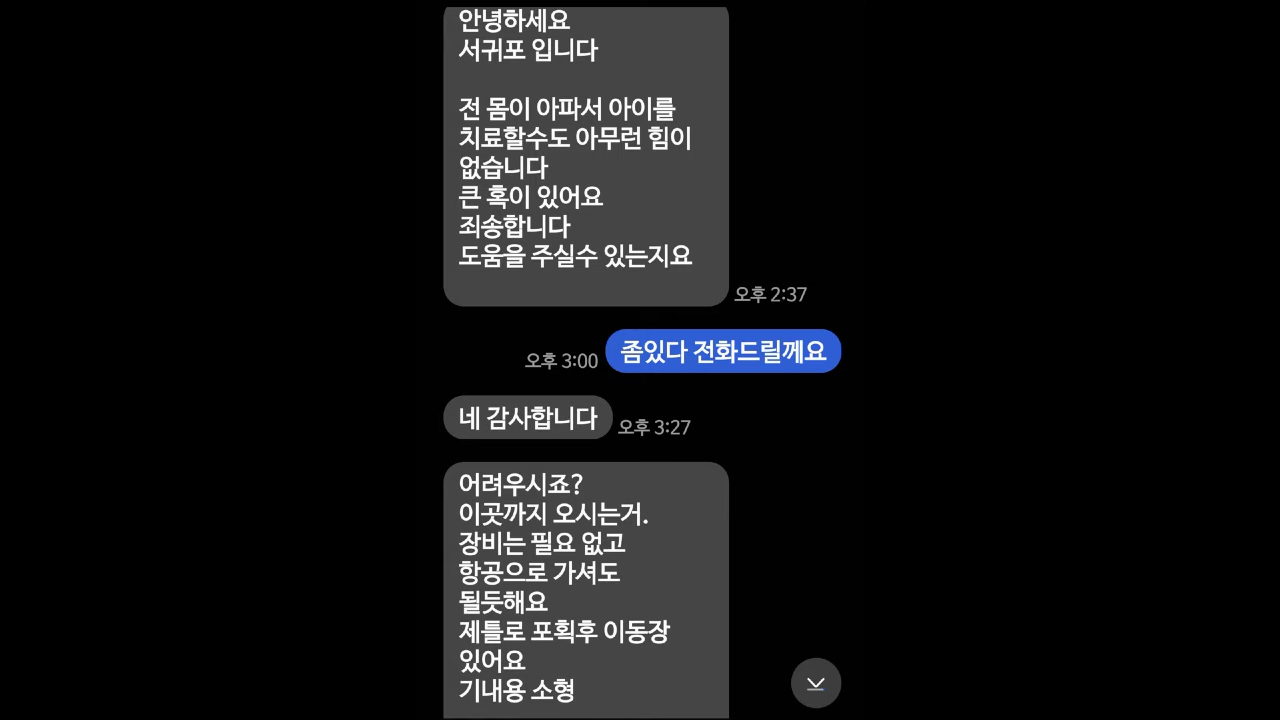 안녕하세요
서귀포 입니다
전 몸이 아파서 아이를
치료할수도 아무런 힘이
없습니다
큰 혹이 있어요
죄송합니다
도움을 주실수 있는지요
오후 2:37
좀있다 전화드릴께요
오후 3:00
네 감사합니다
오후 3:27
어려우시죠?
이곳까지 오시는거.
장비는 필요 없고
항공으로 가셔도
될듯해요
제틀로 포획후 이동장
있어요
기내용 소형